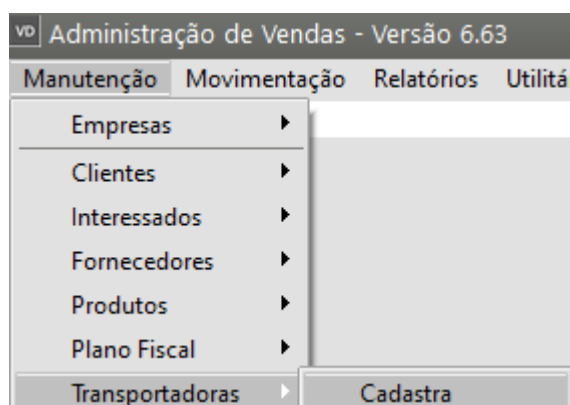 VD Administração de Vendas - Versão 6.63
Manutenção Movimentação Relatórios Utilitá
Empresas
Clientes
Interessados
Fornecedores
Produtos
Plano Fiscal
Transportadoras Cadastra